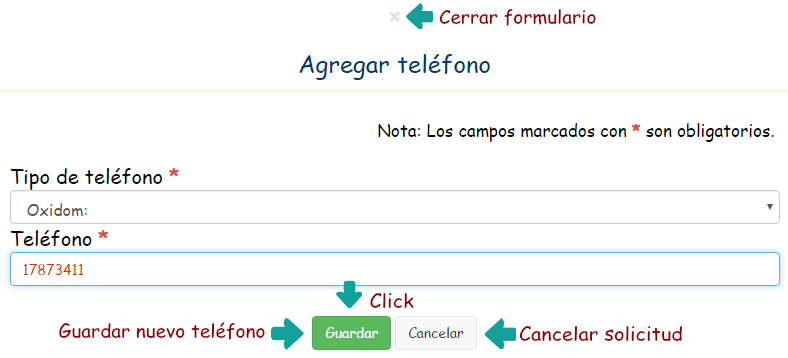 × Cerrar formulario
Agregar teléfono
Nota: Los campos marcados con * son obligatorios.
Tipo de teléfono *
Oxidom:
Teléfono *
17873411
Click
Guardar nuevo teléfono Guardar Cancelar Cancelar solicitud